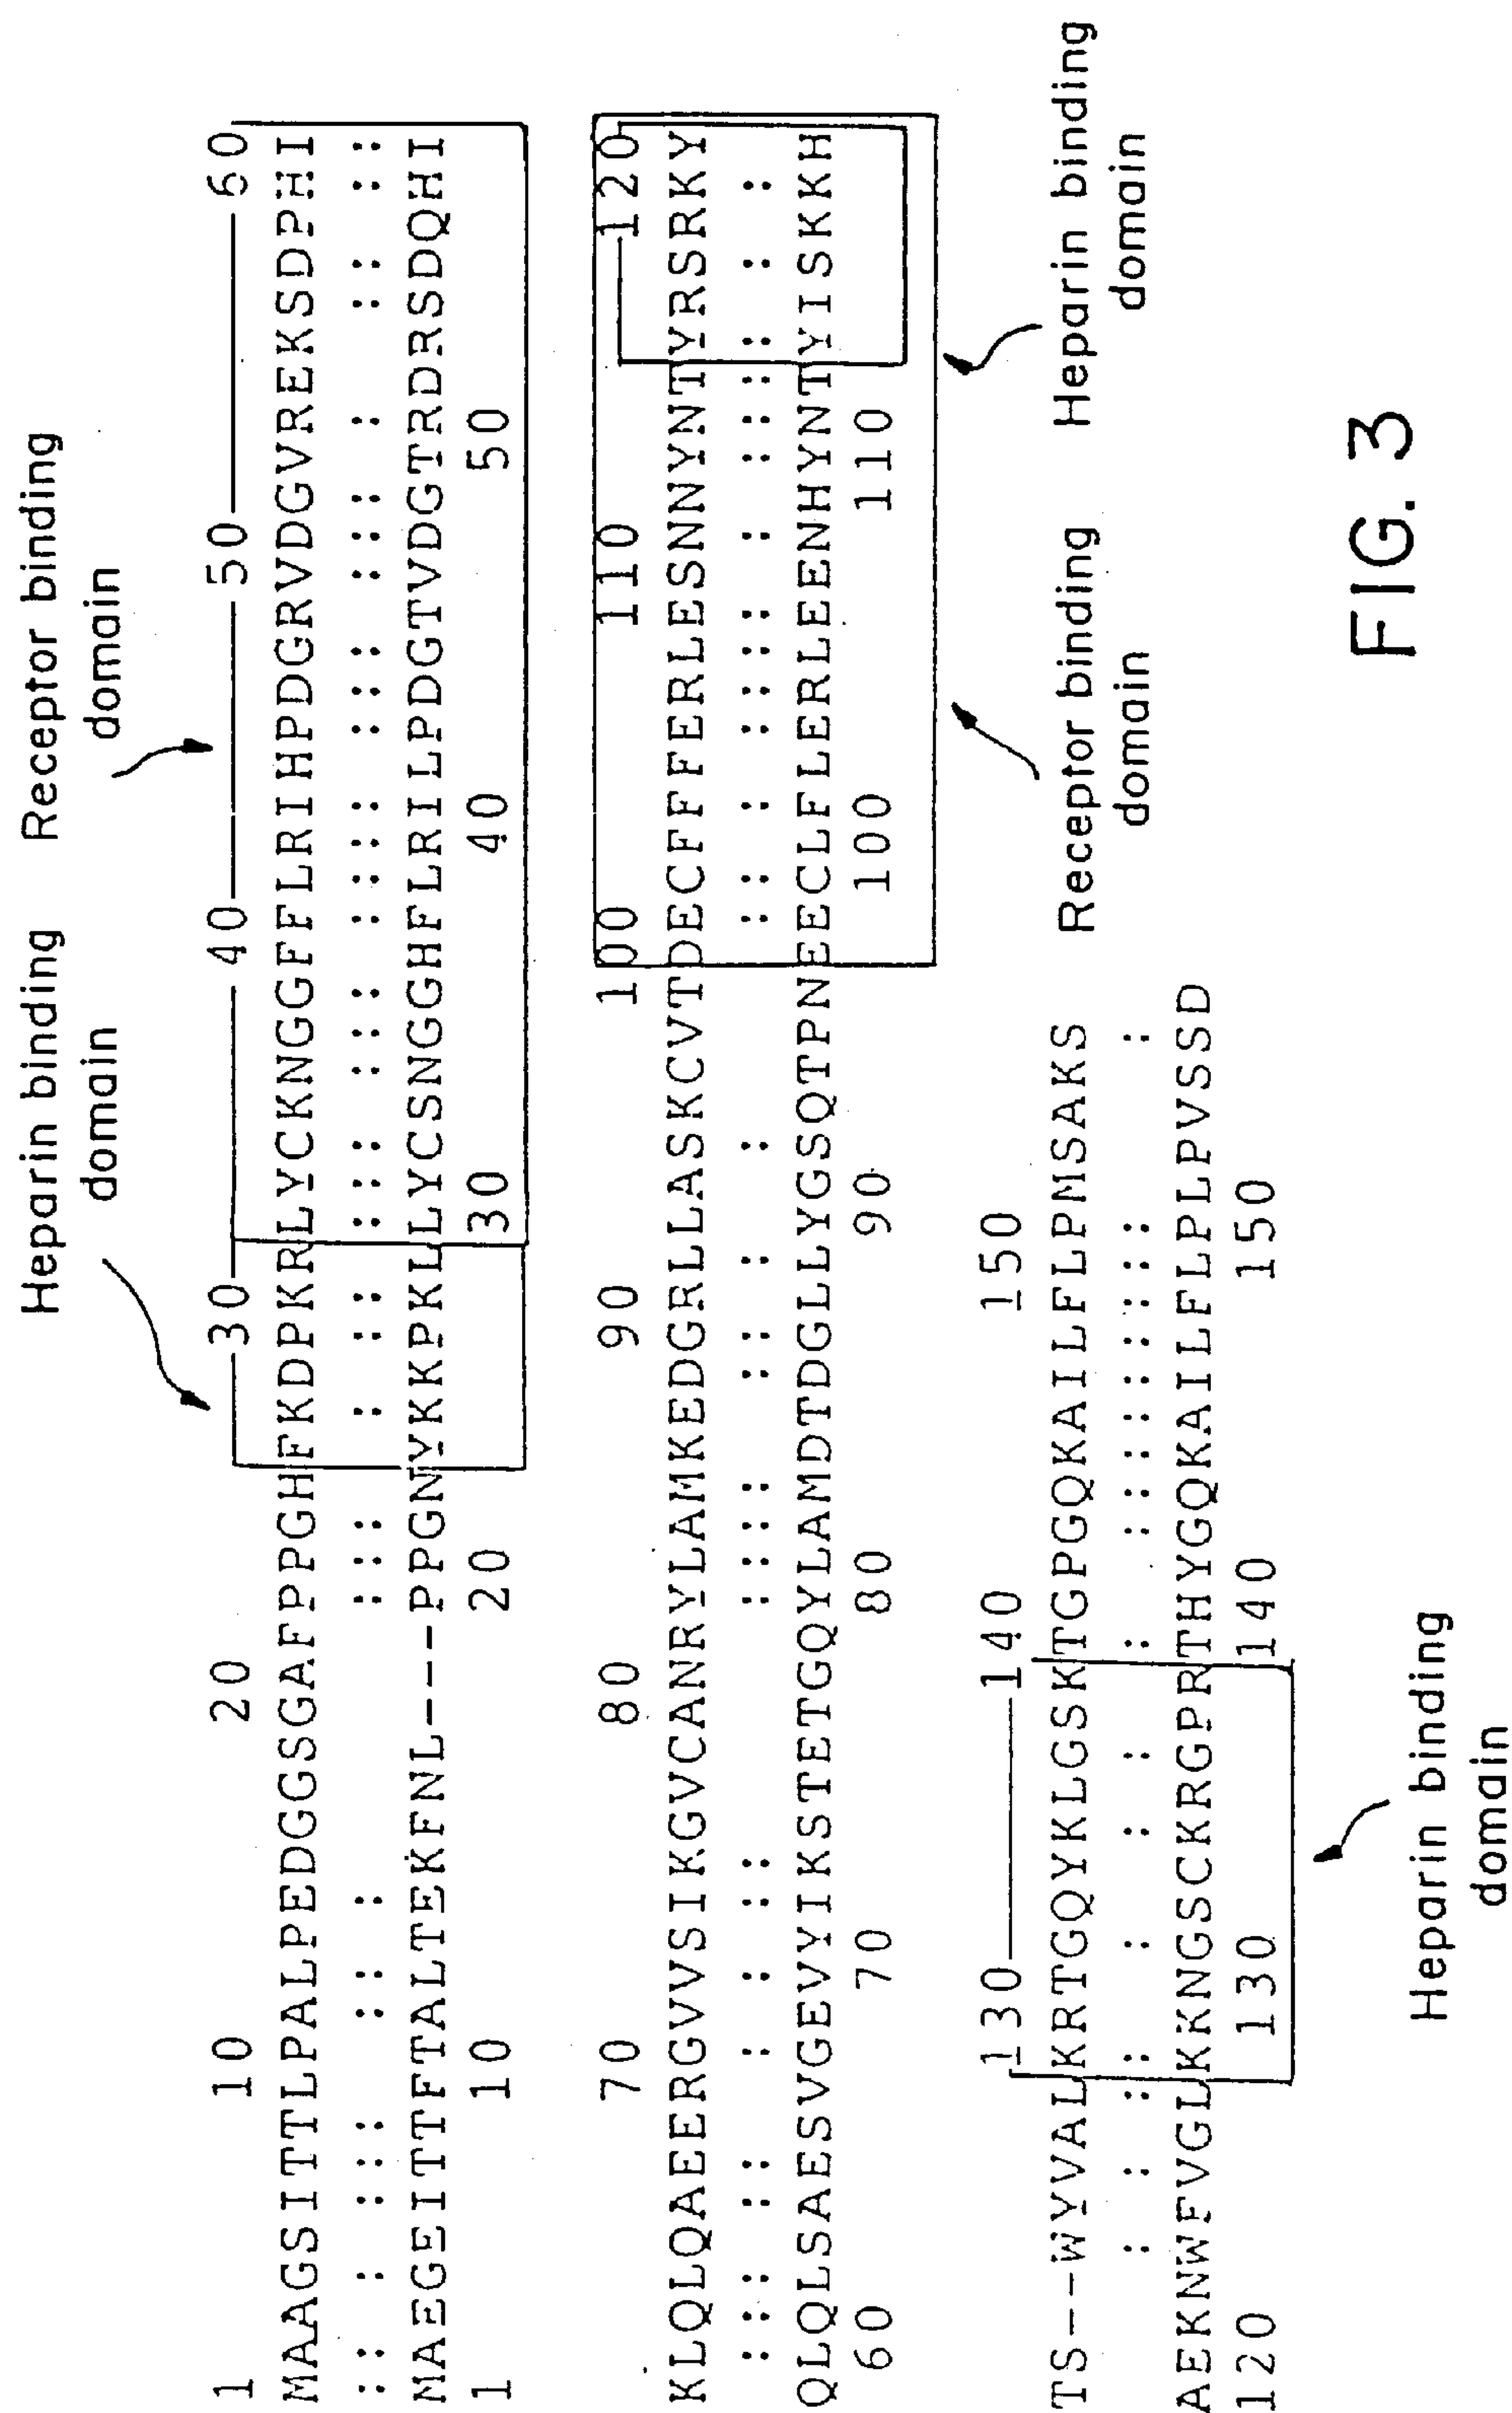 Heparin binding domain
Receptor binding domain
1 10 20 30 40 50 60
MAAGSITTLPALPEDGGSGAFPPGHFKDPKRLYCKNGGFFLRIHPDGRVDGVREKSDPHI
:: : ::: :: : ::: : :: ::: ::: :::: ::: ::: : :: ::
MAEGEITTFTALTEKFNL---PPGNYKKPKLLYCSNGGHFLRILPDGTVDGTRDRSDQHI
1 10 20 30 40 50
70 80 90 100 110 120
KLQLQAEERGVVSIKGVCANRYLAMKEDGRLLASKCVTDECFFFERLESNNYNTYRSRKY
::: :: : : :: :::: :: : : :: : :::: : :::: : :
QLQLSAESVGEVYIKSTETGQYLAMDTDGLLYGSQTPNEECLFLERLEENHYNTYISKKH
60 70 80 90 100 110
Receptor binding domain
Heparin binding domain
130 140 150
TS--WYVALKRTGQYKLGSKTGPGQKAILFLPMSAKS
: : :: : : : : ::::::::: :
AEKNWFVGLKKNGSCKRGPRTHYGQKAILFLPLPVSSD
120 130 140 150
Heparin binding domain
FIG. 3